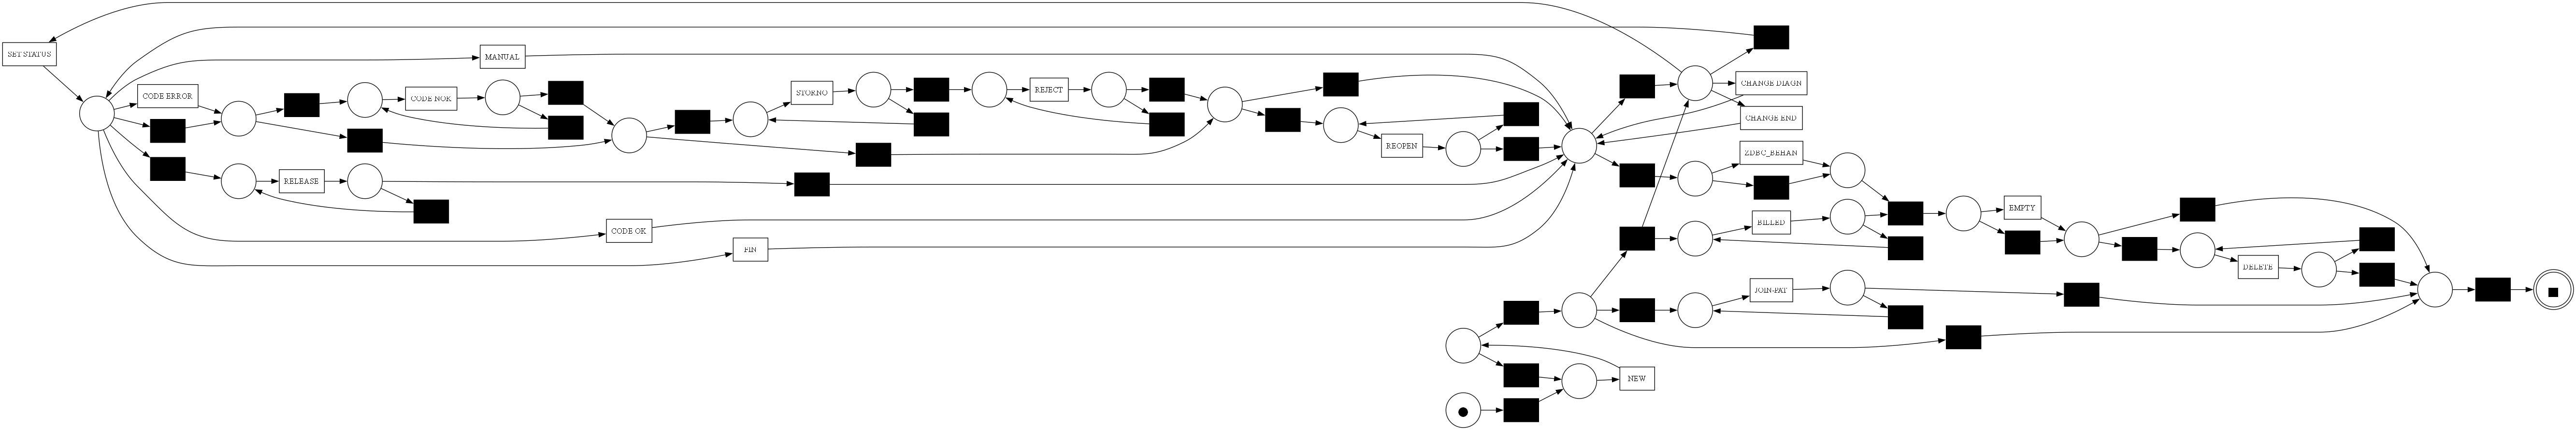 SET STATUS
MANUAL
CODE ERROR
CODE NOK
STORNO
REJECT
REOPEN
RELEASE
CODE OK
FIN
CHANGE DIAGN
CHANGE END
ZDBC_BEHAN
BILLED
EMPTY
DELETE
JOIN-PAT
NEW